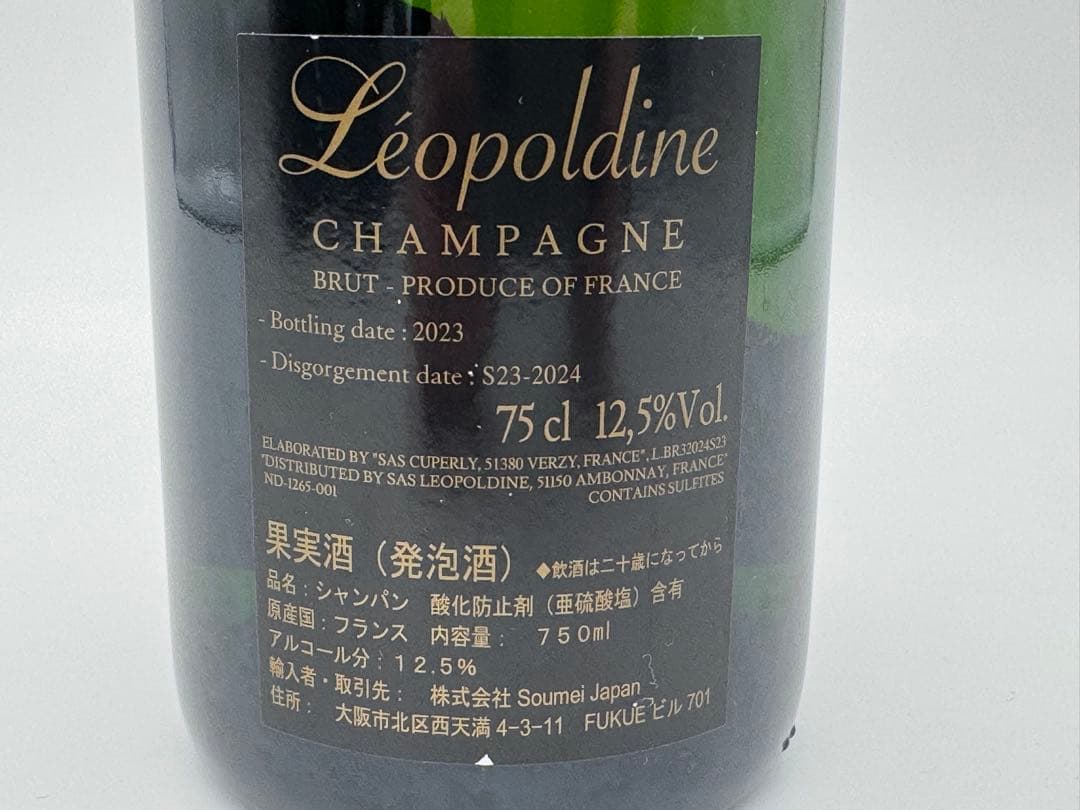 Léopoldine
CHAMPAGNE
BRUT - PRODUCE OF FRANCE
- Bottling date : 2023
- Disgorgement date : S23-2024
75 cl 12,5%Vol.
ELABORATED BY "SAS CUPERLY, 51380 VERZY, FRANCE", L.BR32024S23
"DISTRIBUTED BY SAS LEOPOLDINE, 51150 AMBONNAY, FRANCE"
ND-1265-001
CONTAINS SULFITES
果実酒（発泡酒） ◆飲酒は二十歳になってから
品名：シャンパン 酸化防止剤（亜硫酸塩）含有
原産国：フランス 内容量： ７５０ml
アルコール分：１２.５％
輸入者・取引先： 株式会社 Soumei Japan
住所： 大阪市北区西天満 4-3-11 FUKUE ビル 701